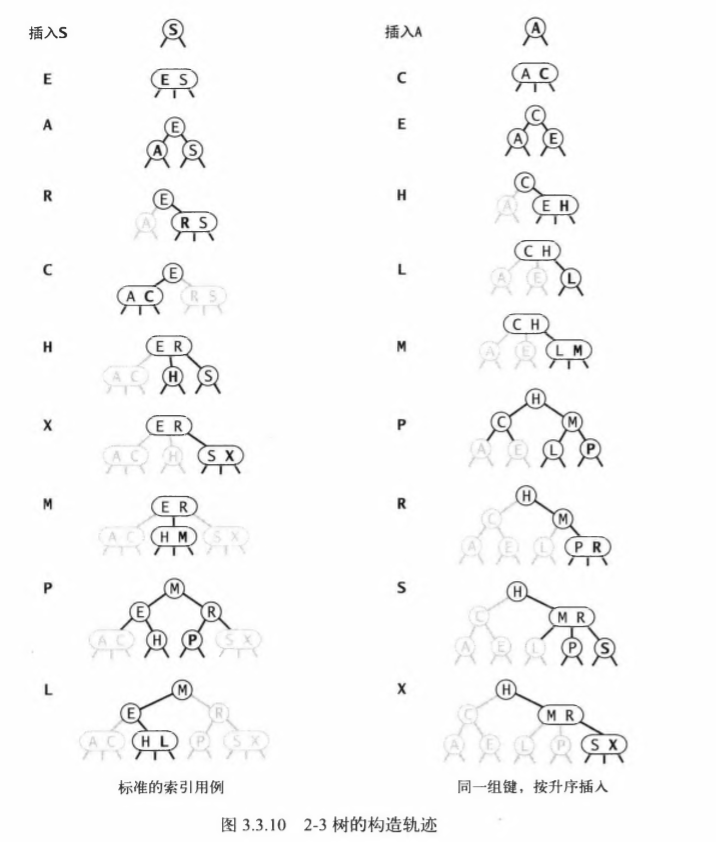 插入S
S
E
E S
A
E
A S
R
E
A R S
C
E
A C R S
H
E R
A C H S
X
E R
A C H S X
M
E R
A C H M S X
P
M
E R
A C H P S X
L
M
E R
A C H L P S X
标准的索引用例
插入A
A
C
A C
E
C
A E
H
C
A E H
L
C H
A E L
M
C H
A E L M
P
H
C M
A E L P
R
H
C M
A E L P R
S
H
C M R
A E L P S
X
H
C M R
A E L P S X
同一组键，按升序插入
图 3.3.10 2-3 树的构造轨迹